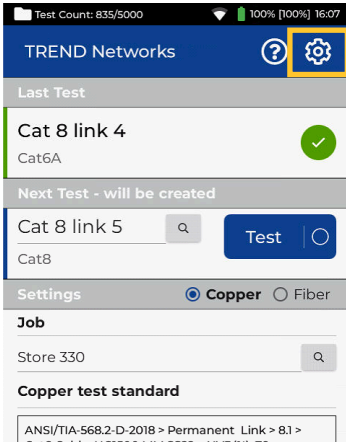 Test Count: 835/5000 100% [100%] 16:07
TREND Networks
Last Test
Cat 8 link 4
Cat6A
Next Test - will be created
Cat 8 link 5 Test
Cat8
Settings Copper Fiber
Job
Store 330
Copper test standard
ANSI/TIA-568.2-D-2018 > Permanent Link > 8.1 >